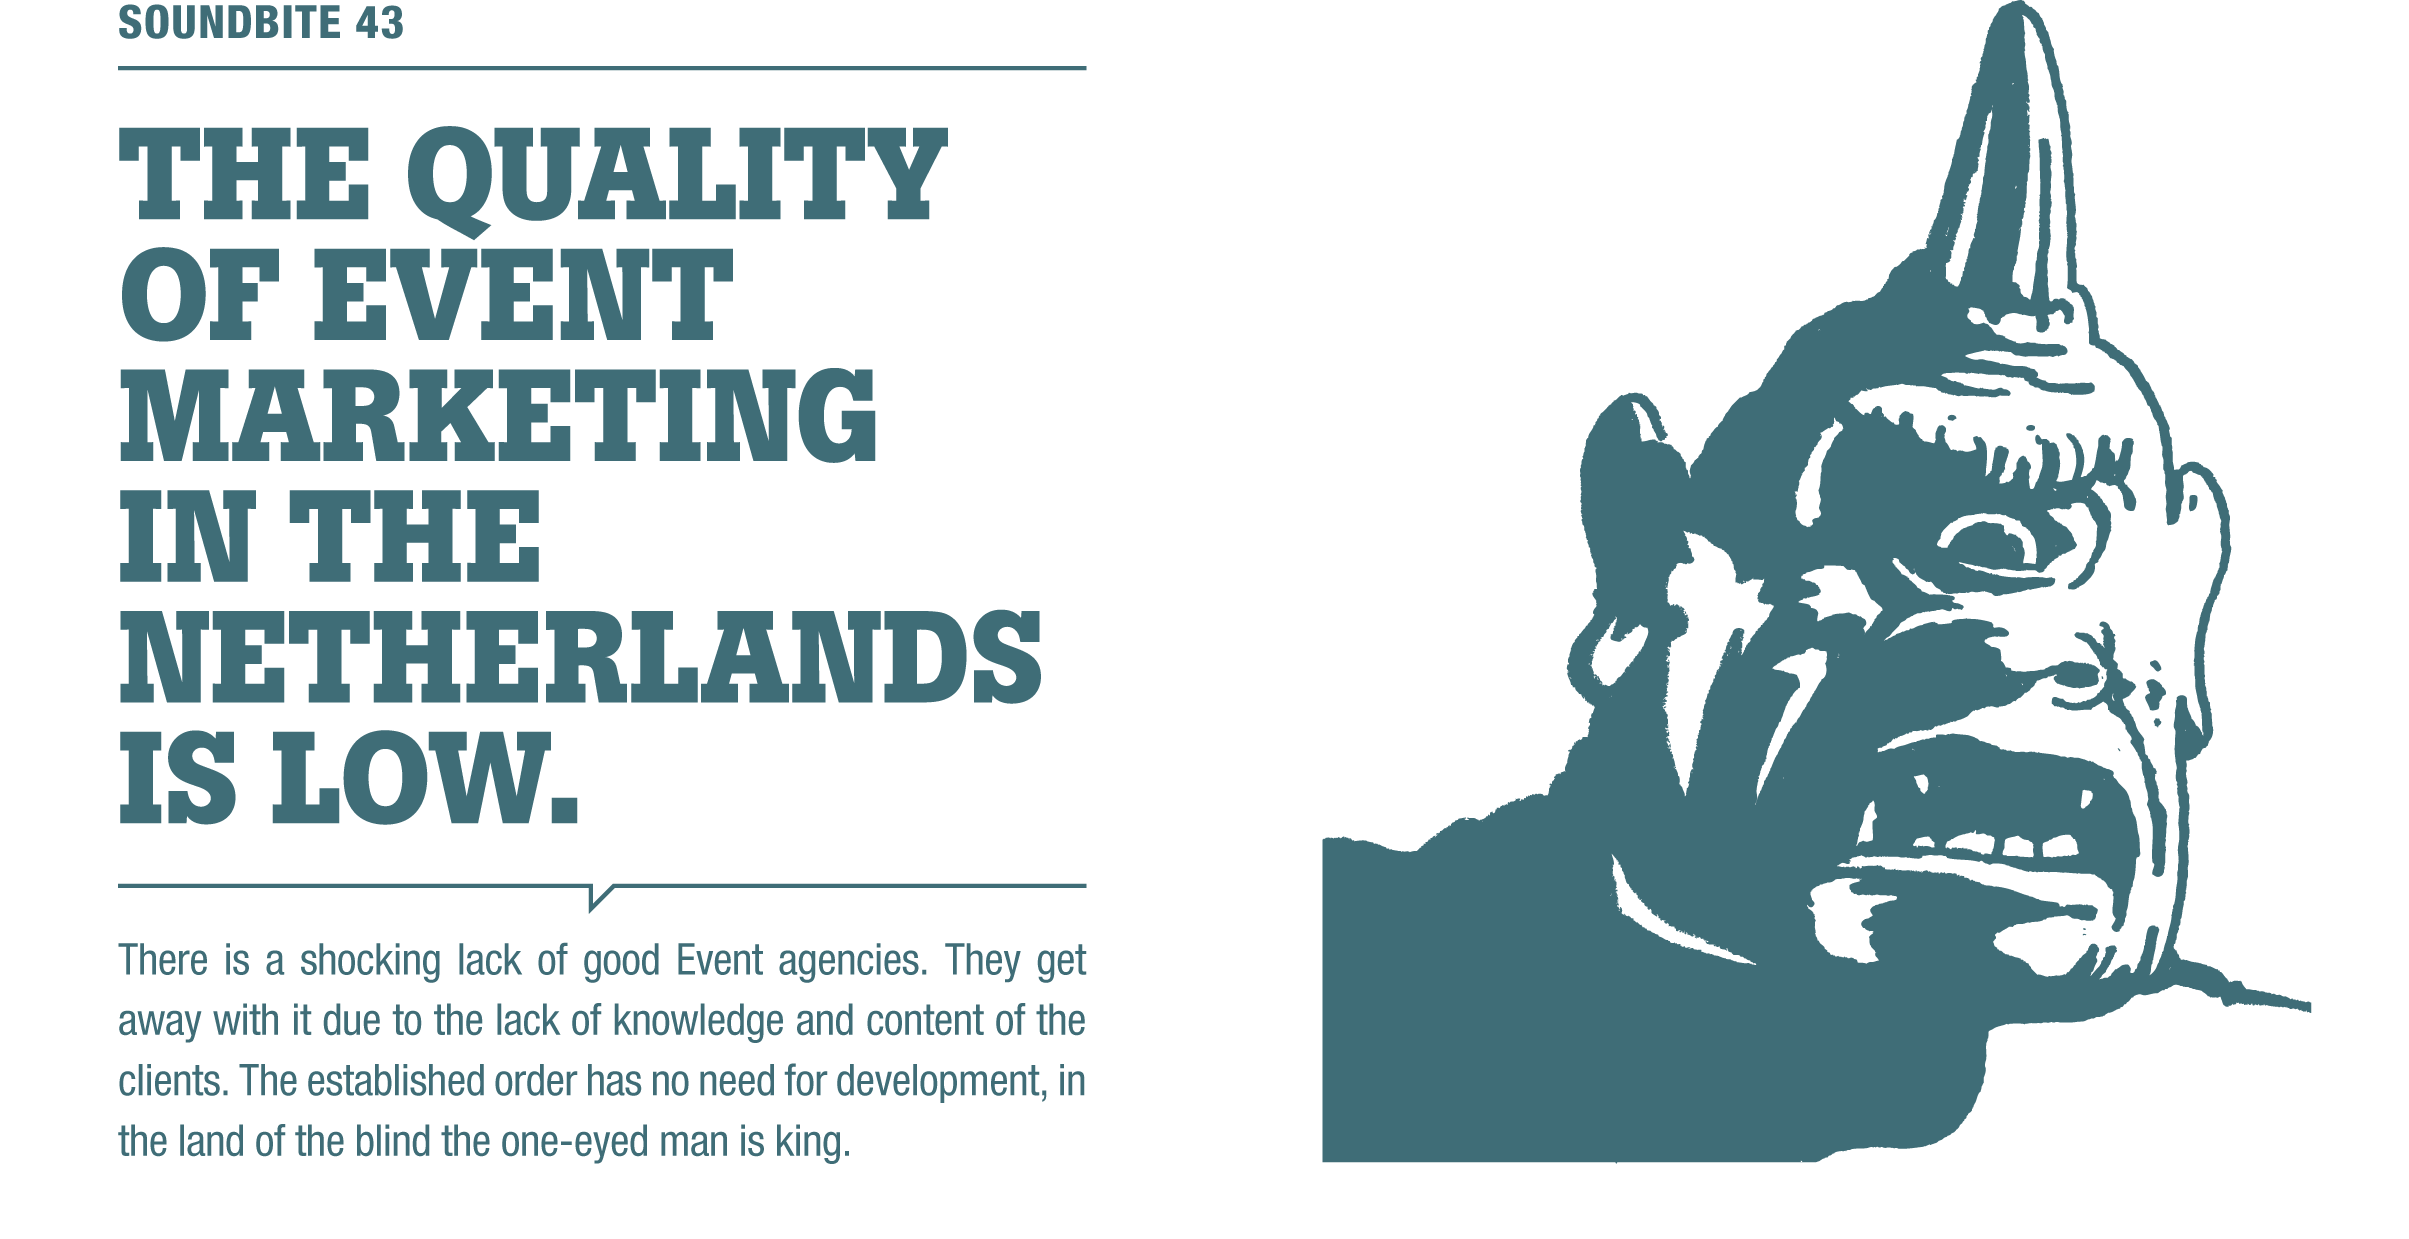 SOUNDBITE 43
THE QUALITY
OF EVENT
MARKETING
IN THE
NETHERLANDS
IS LOW.
There is a shocking lack of good Event agencies. They get
away with it due to the lack of knowledge and content of the
clients. The established order has no need for development, in
the land of the blind the one-eyed man is king.